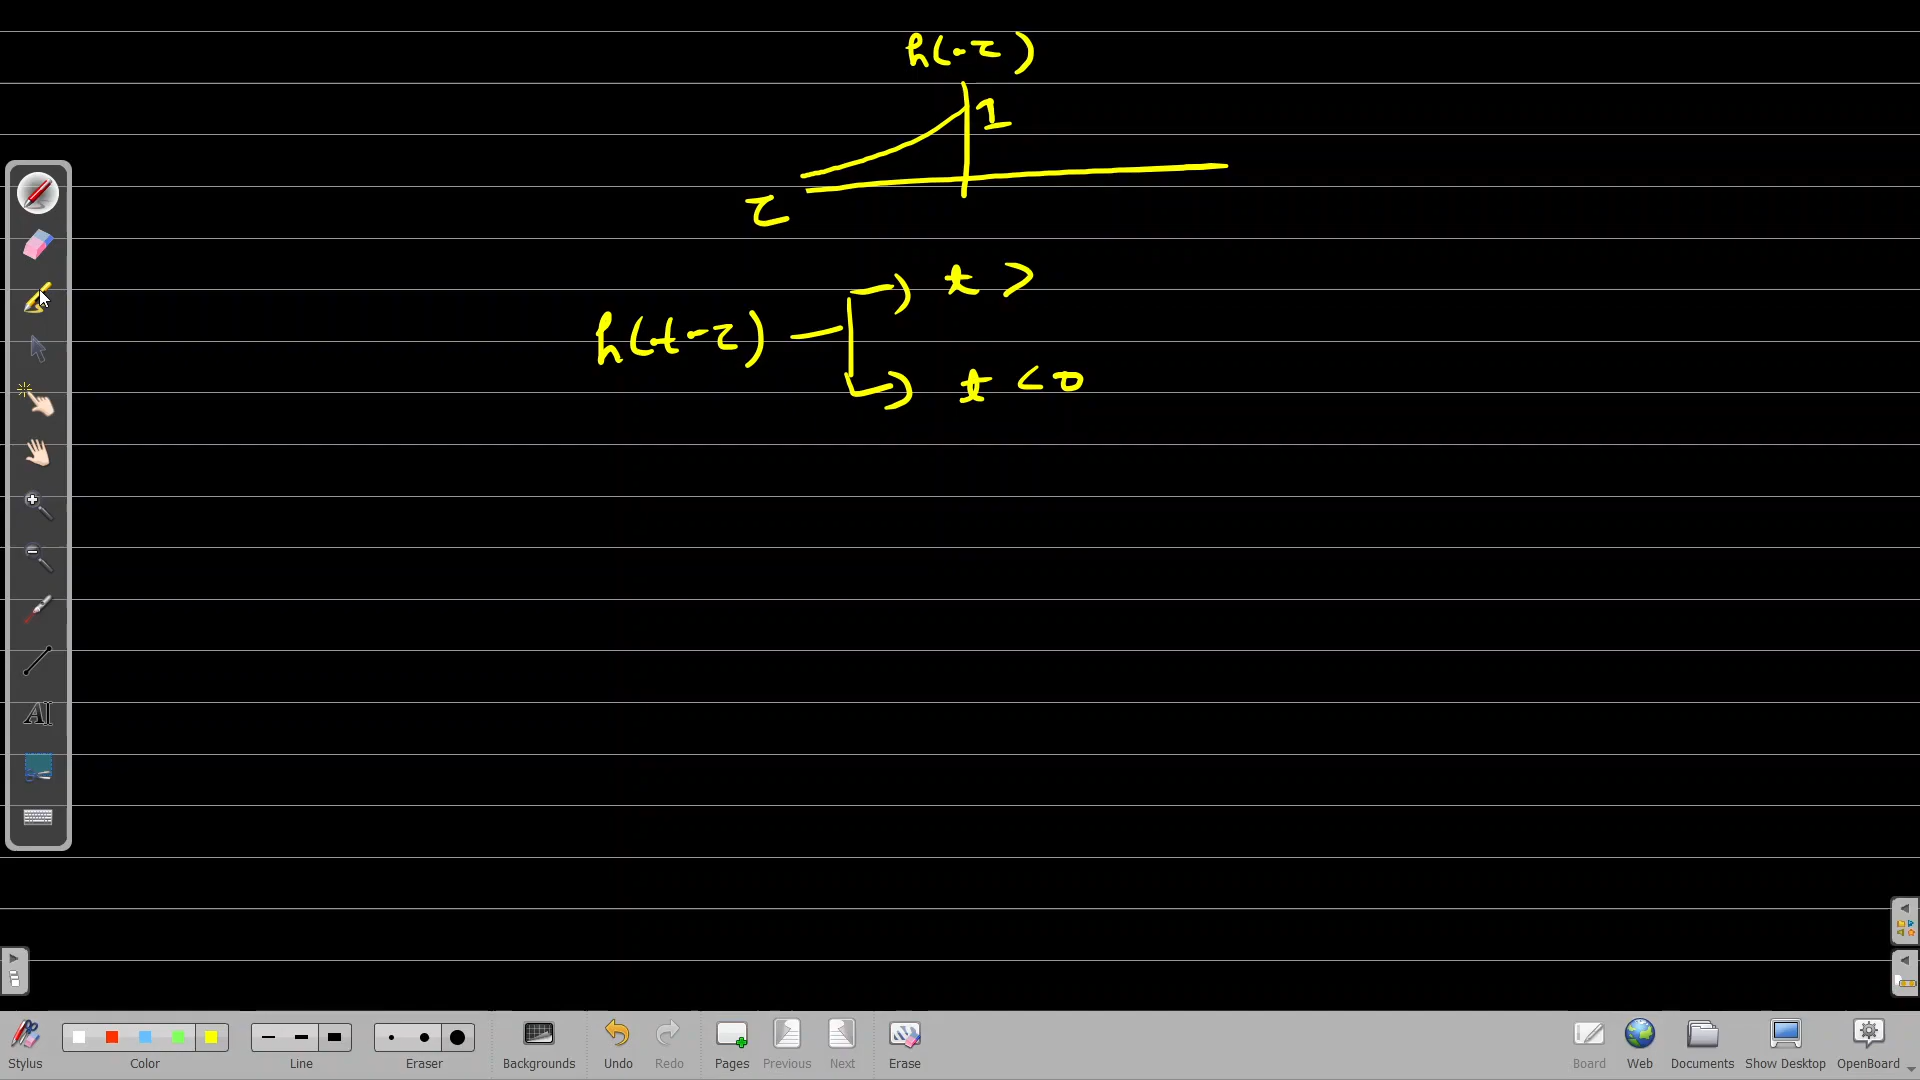 h(-τ)
1
τ
t >
h(t-τ)
t < 0
AI
Stylus
Color
Line
Eraser
Backgrounds
Undo
Redo
Pages
Previous
Next
Erase
Board
Web
Documents
Show Desktop
OpenBoard